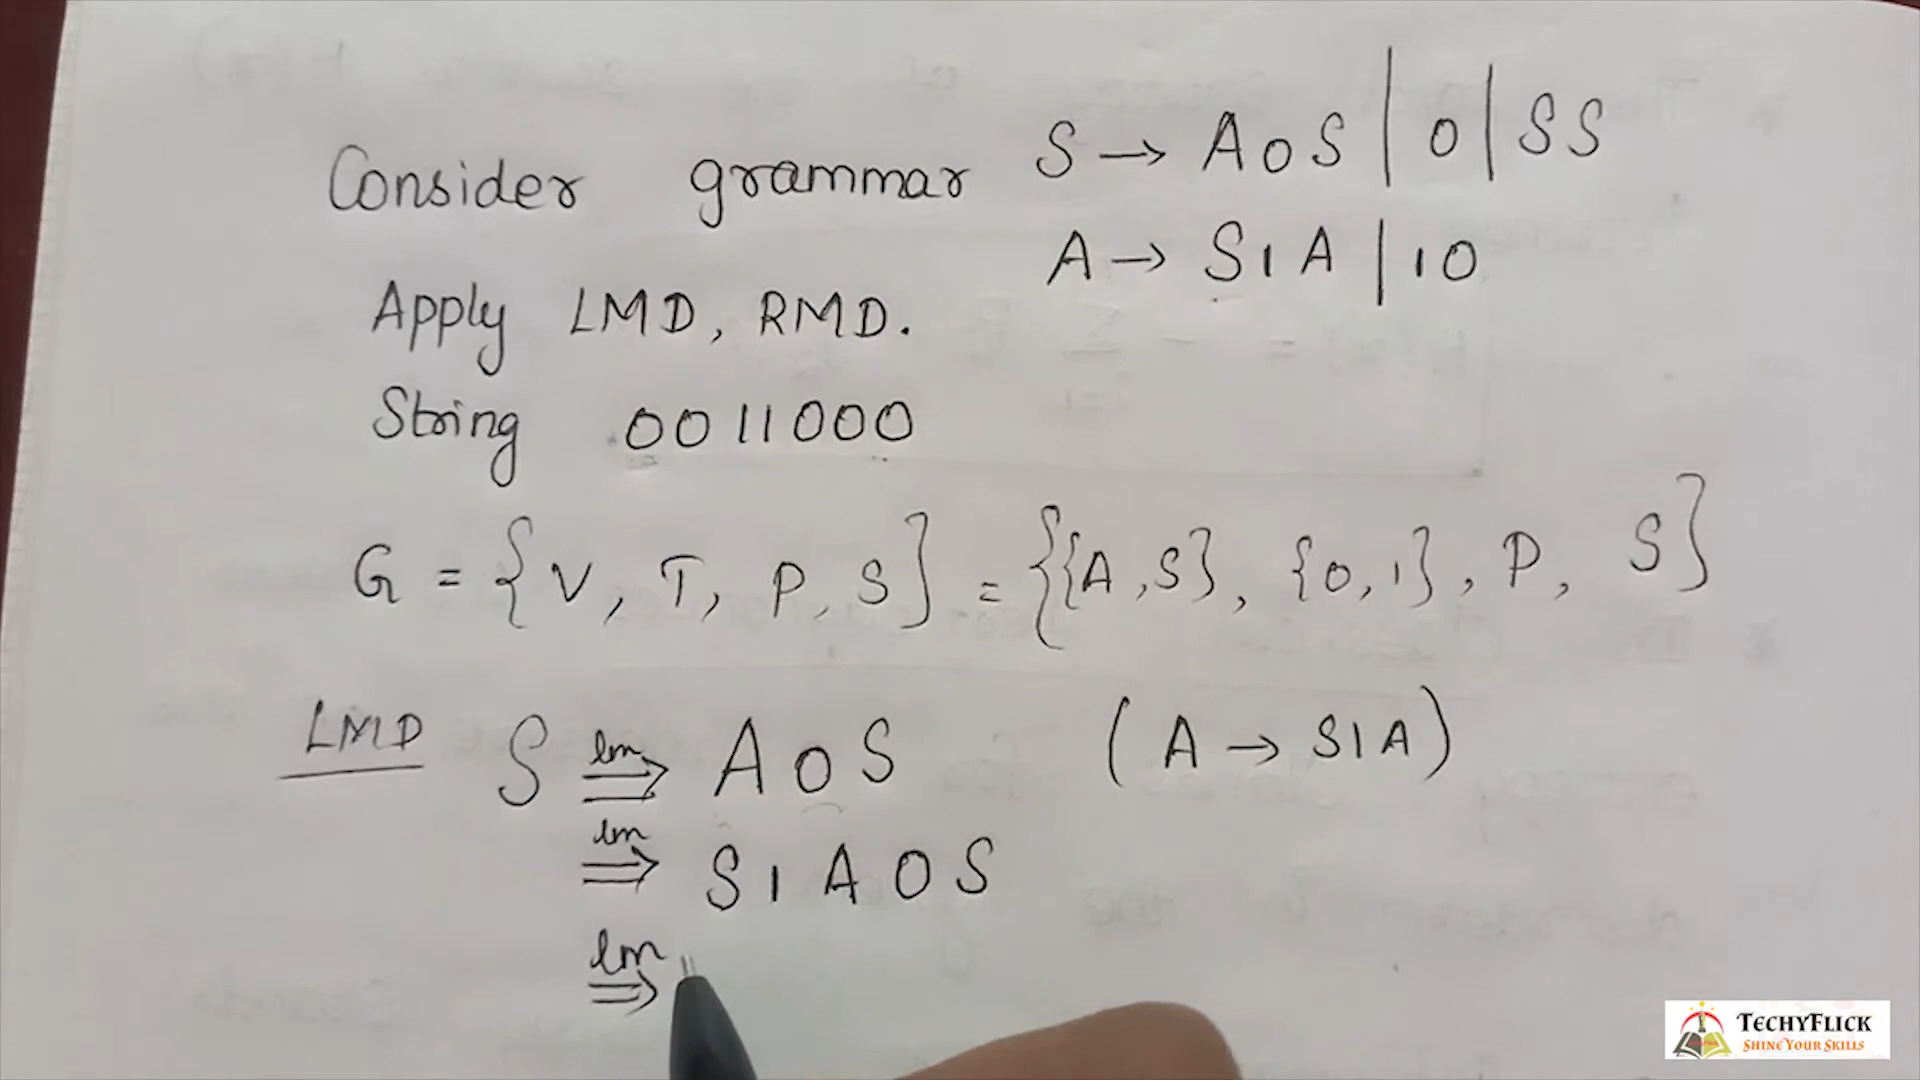 Consider grammar S → A0S | 0 | SS
A → S1A | 10
Apply LMD, RMD.
String 0011000
G = {V, T, P, S} = {{A, S}, {0, 1}, P, S}
LMD S lm⇒ A0S (A → S1A)
lm⇒ S1A0S
lm⇒
TECHYFLICK
SHINE YOUR SKILLS